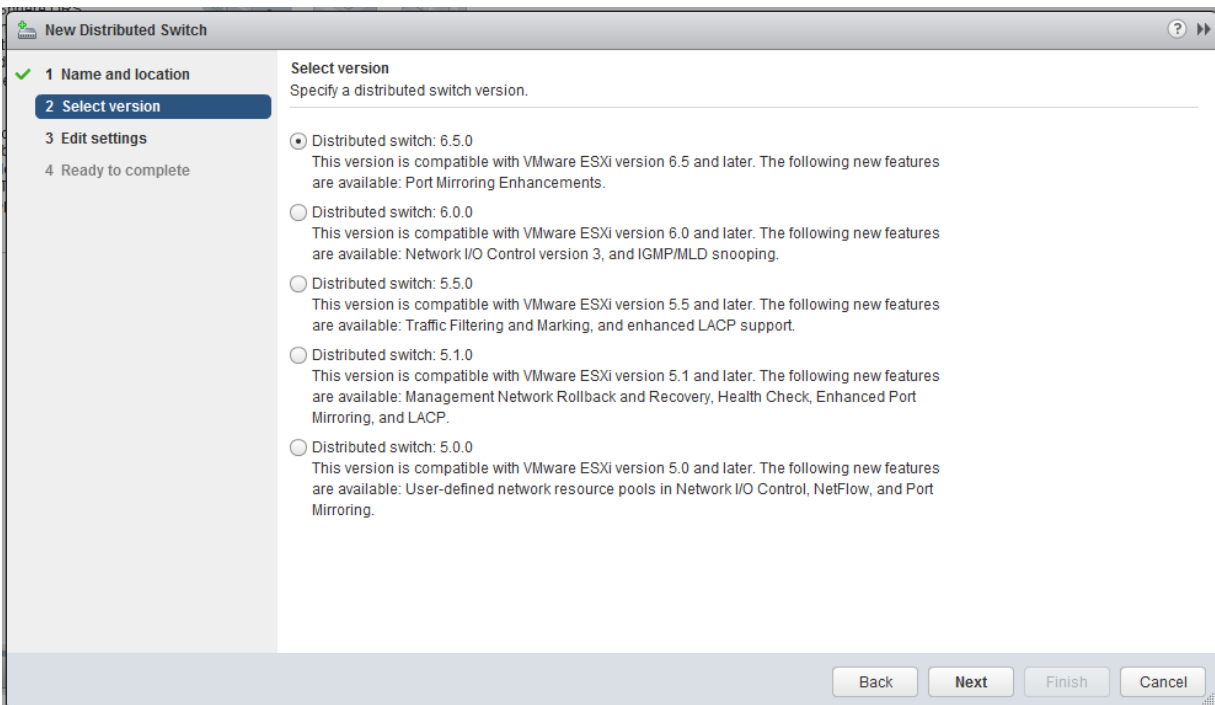 New Distributed Switch
1 Name and location
2 Select version
3 Edit settings
4 Ready to complete
Select version
Specify a distributed switch version.
Distributed switch: 6.5.0
This version is compatible with VMware ESXi version 6.5 and later. The following new features
are available: Port Mirroring Enhancements.
Distributed switch: 6.0.0
This version is compatible with VMware ESXi version 6.0 and later. The following new features
are available: Network I/O Control version 3, and IGMP/MLD snooping.
Distributed switch: 5.5.0
This version is compatible with VMware ESXi version 5.5 and later. The following new features
are available: Traffic Filtering and Marking, and enhanced LACP support.
Distributed switch: 5.1.0
This version is compatible with VMware ESXi version 5.1 and later. The following new features
are available: Management Network Rollback and Recovery, Health Check, Enhanced Port
Mirroring, and LACP.
Distributed switch: 5.0.0
This version is compatible with VMware ESXi version 5.0 and later. The following new features
are available: User-defined network resource pools in Network I/O Control, NetFlow, and Port
Mirroring.
Back
Next
Finish
Cancel